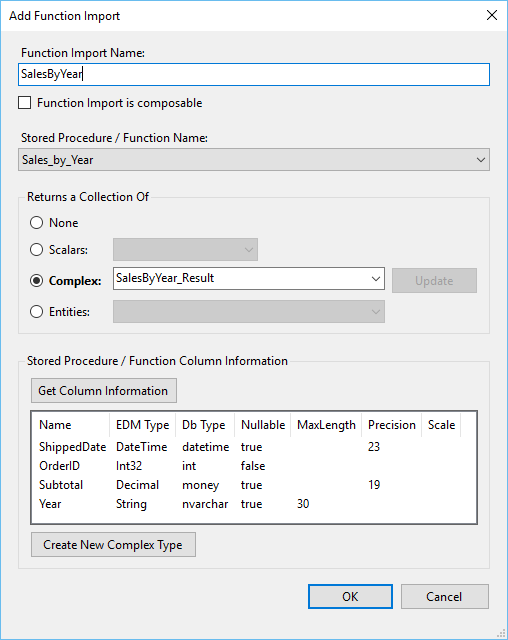 Add Function Import
Function Import Name:
SalesByYear
Function Import is composable
Stored Procedure / Function Name:
Sales_by_Year
Returns a Collection Of
None
Scalars:
Complex: SalesByYear_Result Update
Entities:
Stored Procedure / Function Column Information
Get Column Information
Name EDM Type Db Type Nullable MaxLength Precision Scale
ShippedDate DateTime datetime true 23
OrderID Int32 int false
Subtotal Decimal money true 19
Year String nvarchar true 30
Create New Complex Type
OK Cancel